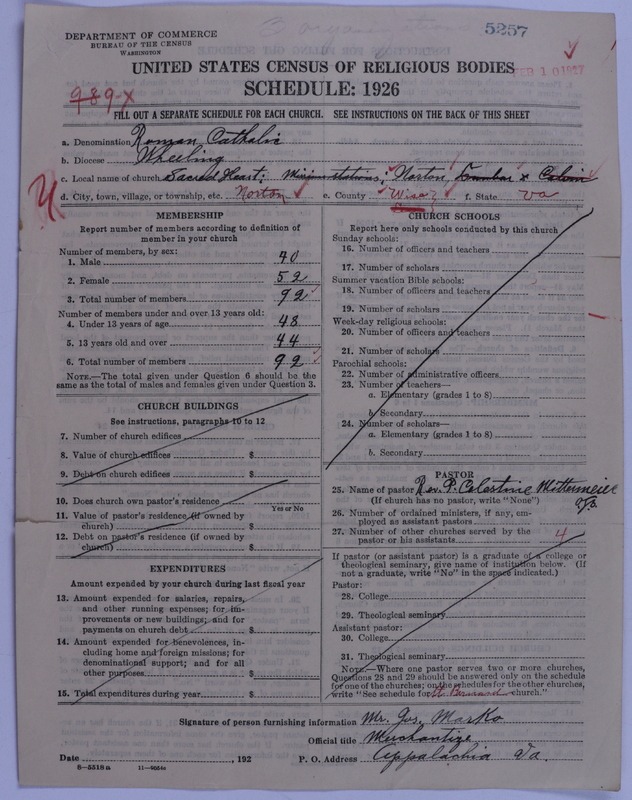 3 organizations
5257
DEPARTMENT OF COMMERCE
BUREAU OF THE CENSUS
WASHINGTON
UNITED STATES CENSUS OF RELIGIOUS BODIES
FEB 10 1927
SCHEDULE: 1926
989-X
FILL OUT A SEPARATE SCHEDULE FOR EACH CHURCH. SEE INSTRUCTIONS ON THE BACK OF THIS SHEET
a. Denomination Roman Catholic
b. Diocese Wheeling
c. Local name of church Sacred Heart; Mission stations; Norton, Dunbar &
d. City, town, village, or township, etc. Norton e. County Wise f. State Va
MEMBERSHIP
Report number of members according to definition of member in your church
Number of members, by sex:
1. Male 40
2. Female 52
3. Total number of members 92
Number of members under and over 13 years old:
4. Under 13 years of age 48
5. 13 years old and over 44
6. Total number of members 92
NOTE.—The total given under Question 6 should be the same as the total of males and females given under Question 3.
CHURCH BUILDINGS
See instructions, paragraphs 10 to 12
7. Number of church edifices
8. Value of church edifices $
9. Debt on church edifices $
10. Does church own pastor's residence
Yes or No
11. Value of pastor's residence (if owned by church) $
12. Debt on pastor's residence (if owned by church) $
EXPENDITURES
Amount expended by your church during last fiscal year
13. Amount expended for salaries, repairs, and other running expenses; for improvements or new buildings; and for payments on church debt $
14. Amount expended for benevolences, including home and foreign missions; for denominational support; and for all other purposes $
15. Total expenditures during year $
CHURCH SCHOOLS
Report here only schools conducted by this church
Sunday schools:
16. Number of officers and teachers
17. Number of scholars
Summer vacation Bible schools:
18. Number of officers and teachers
19. Number of scholars
Week-day religious schools:
20. Number of officers and teachers
21. Number of scholars
Parochial schools:
22. Number of administrative officers
23. Number of teachers—
a. Elementary (grades 1 to 8)
b. Secondary
24. Number of scholars—
a. Elementary (grades 1 to 8)
b. Secondary
PASTOR
25. Name of pastor Rev. P. Celestine Mittermeier
(If church has no pastor, write "None")
26. Number of ordained ministers, if any, employed as assistant pastors
27. Number of other churches served by the pastor or his assistants 4
If pastor (or assistant pastor) is a graduate of a college or theological seminary, give name of institution below. (If not a graduate, write "No" in the space indicated.)
Pastor:
28. College
29. Theological seminary
Assistant pastor:
30. College
31. Theological seminary
NOTE.—Where one pastor serves two or more churches, Questions 28 and 29 should be answered only on the schedule for one of the churches; on the schedules for the other churches, write "See schedule for St Bernard church."
Signature of person furnishing information Mr. Jos. Marko
Official title Merchantize
Date , 192 P. O. Address Appalachia Va.
8—5518 a 11—9554a